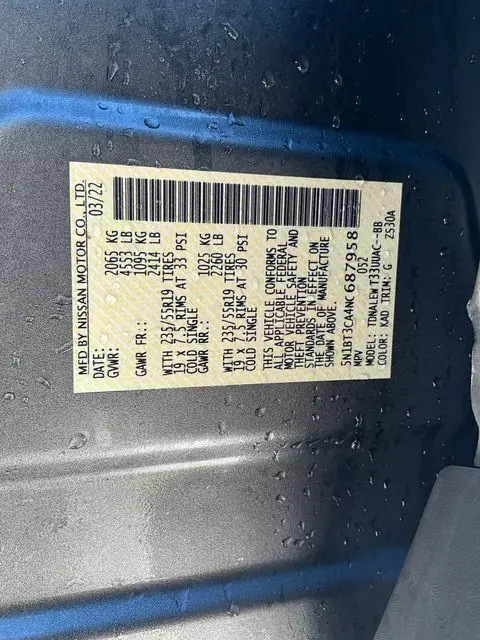 MFD BY NISSAN MOTOR CO., LTD.
DATE: 03/22
GVWR: 2065 KG
4553 LB
GAWR FR:: 1095 KG
2414 LB
WITH 235/55R19 TIRES
19 X 7.5 RIMS AT 33 PSI
COLD SINGLE
GAWR RR:: 1025 KG
2260 LB
WITH 235/55R19 TIRES
19 X 7.5 RIMS AT 30 PSI
COLD SINGLE
THIS VEHICLE CONFORMS TO
ALL APPLICABLE FEDERAL
MOTOR VEHICLE SAFETY AND
THEFT PREVENTION
STANDARDS IN EFFECT ON
THE DATE OF MANUFACTURE
SHOWN ABOVE
5N1BT3CA4NC687958
MPV 052
MODEL: TDNALEWT33QUAC--BB
COLOR: KAD TRIM: G ZS30A